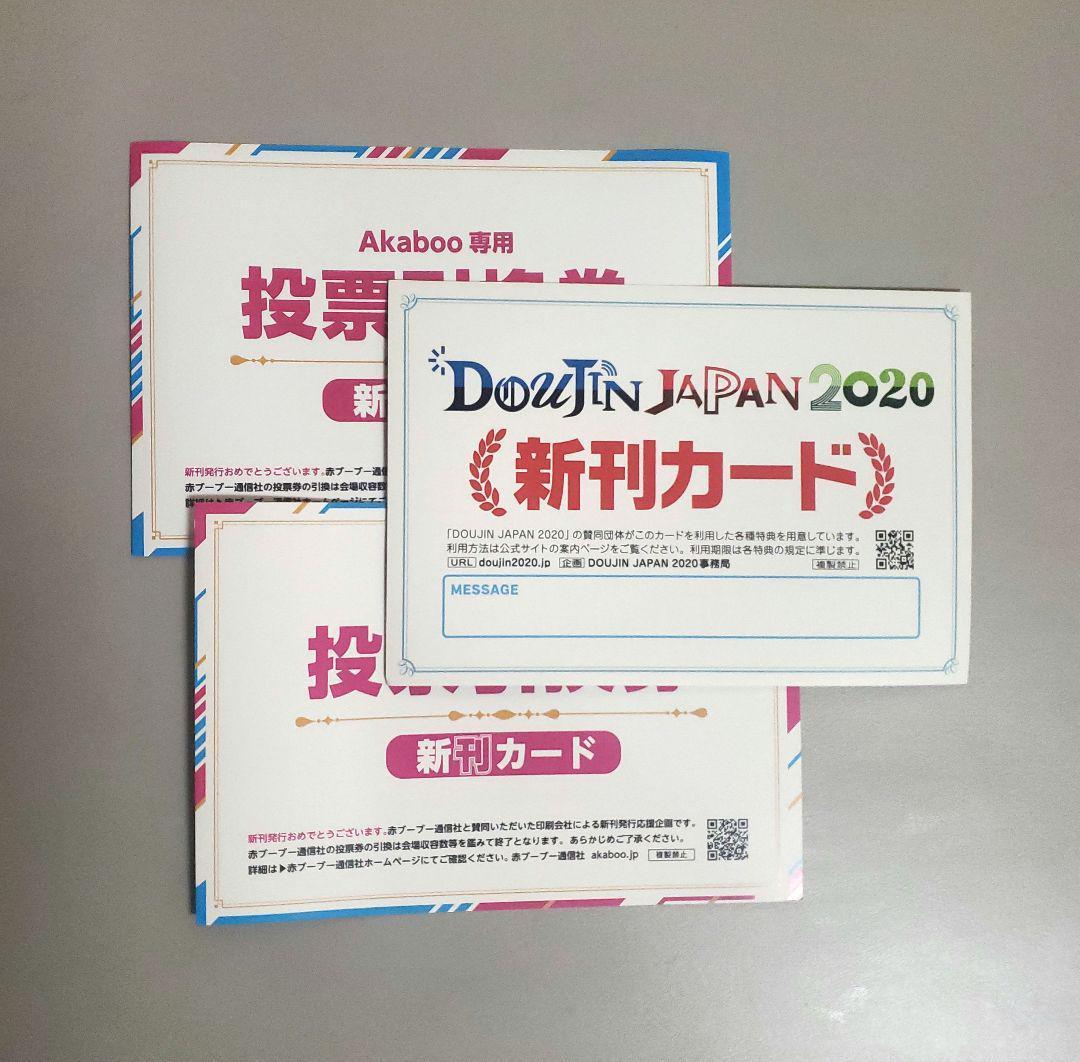 Akaboo 専用
投票引換券
新
新刊発行おめでとうございます。赤ブーブー通信
赤ブーブー通信社の投票券の引換は会場収容数
DOUJIN JAPAN 2020
新刊カード
「DOUJIN JAPAN 2020」の賛同団体がこのカードを利用した各種特典を用意しています。
利用方法は公式サイトの案内ページをご覧ください。利用期限は各特典の規定に準じます。
URL doujin2020.jp 企画 DOUJIN JAPAN 2020事務局 複製禁止
MESSAGE
投
新刊カード
新刊発行おめでとうございます。赤ブーブー通信社と賛同いただいた印刷会社による新刊発行応援企画です。
赤ブーブー通信社の投票券の引換は会場収容数等を鑑みて終了となります。あらかじめご了承ください。
詳細は▶赤ブーブー通信社ホームページにてご確認ください。赤ブーブー通信社 akaboo.jp 複製禁止